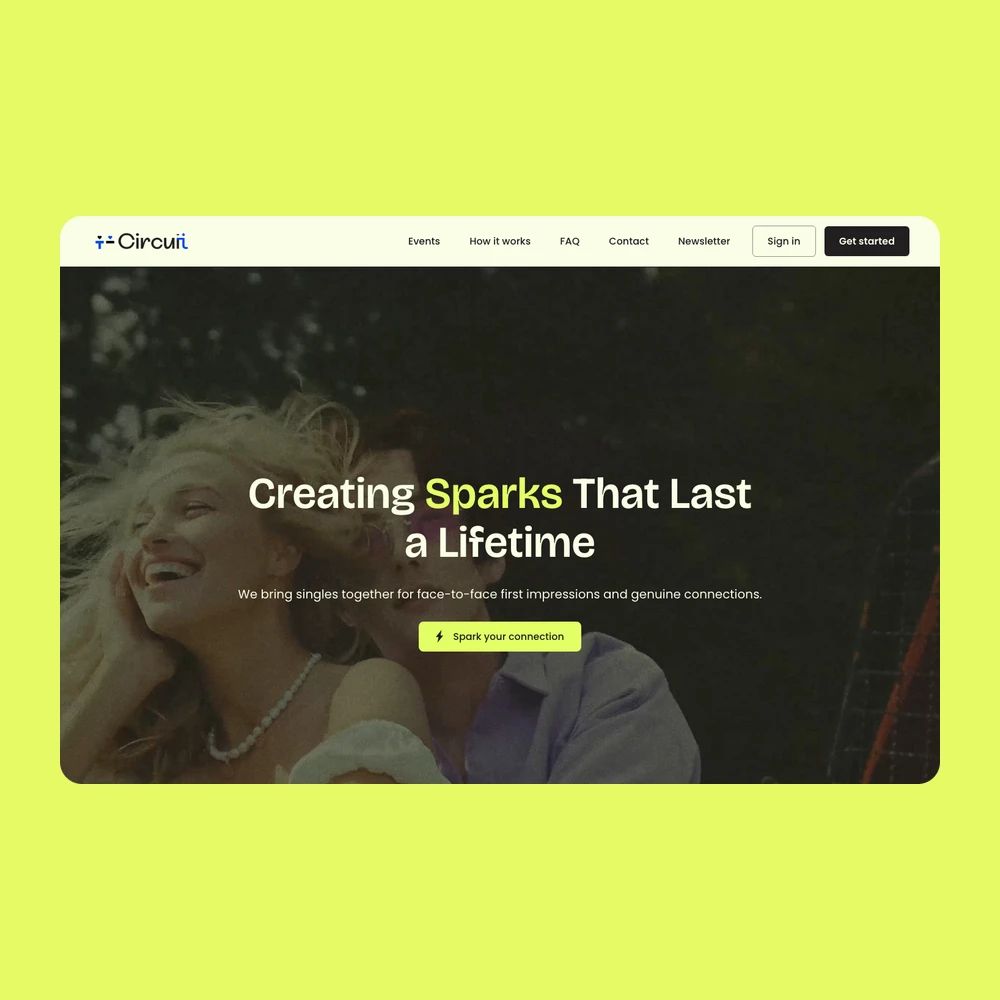 Circuit
Events How it works FAQ Contact Newsletter Sign in Get started
Creating Sparks That Last
a Lifetime
We bring singles together for face-to-face first impressions and genuine connections.
Spark your connection